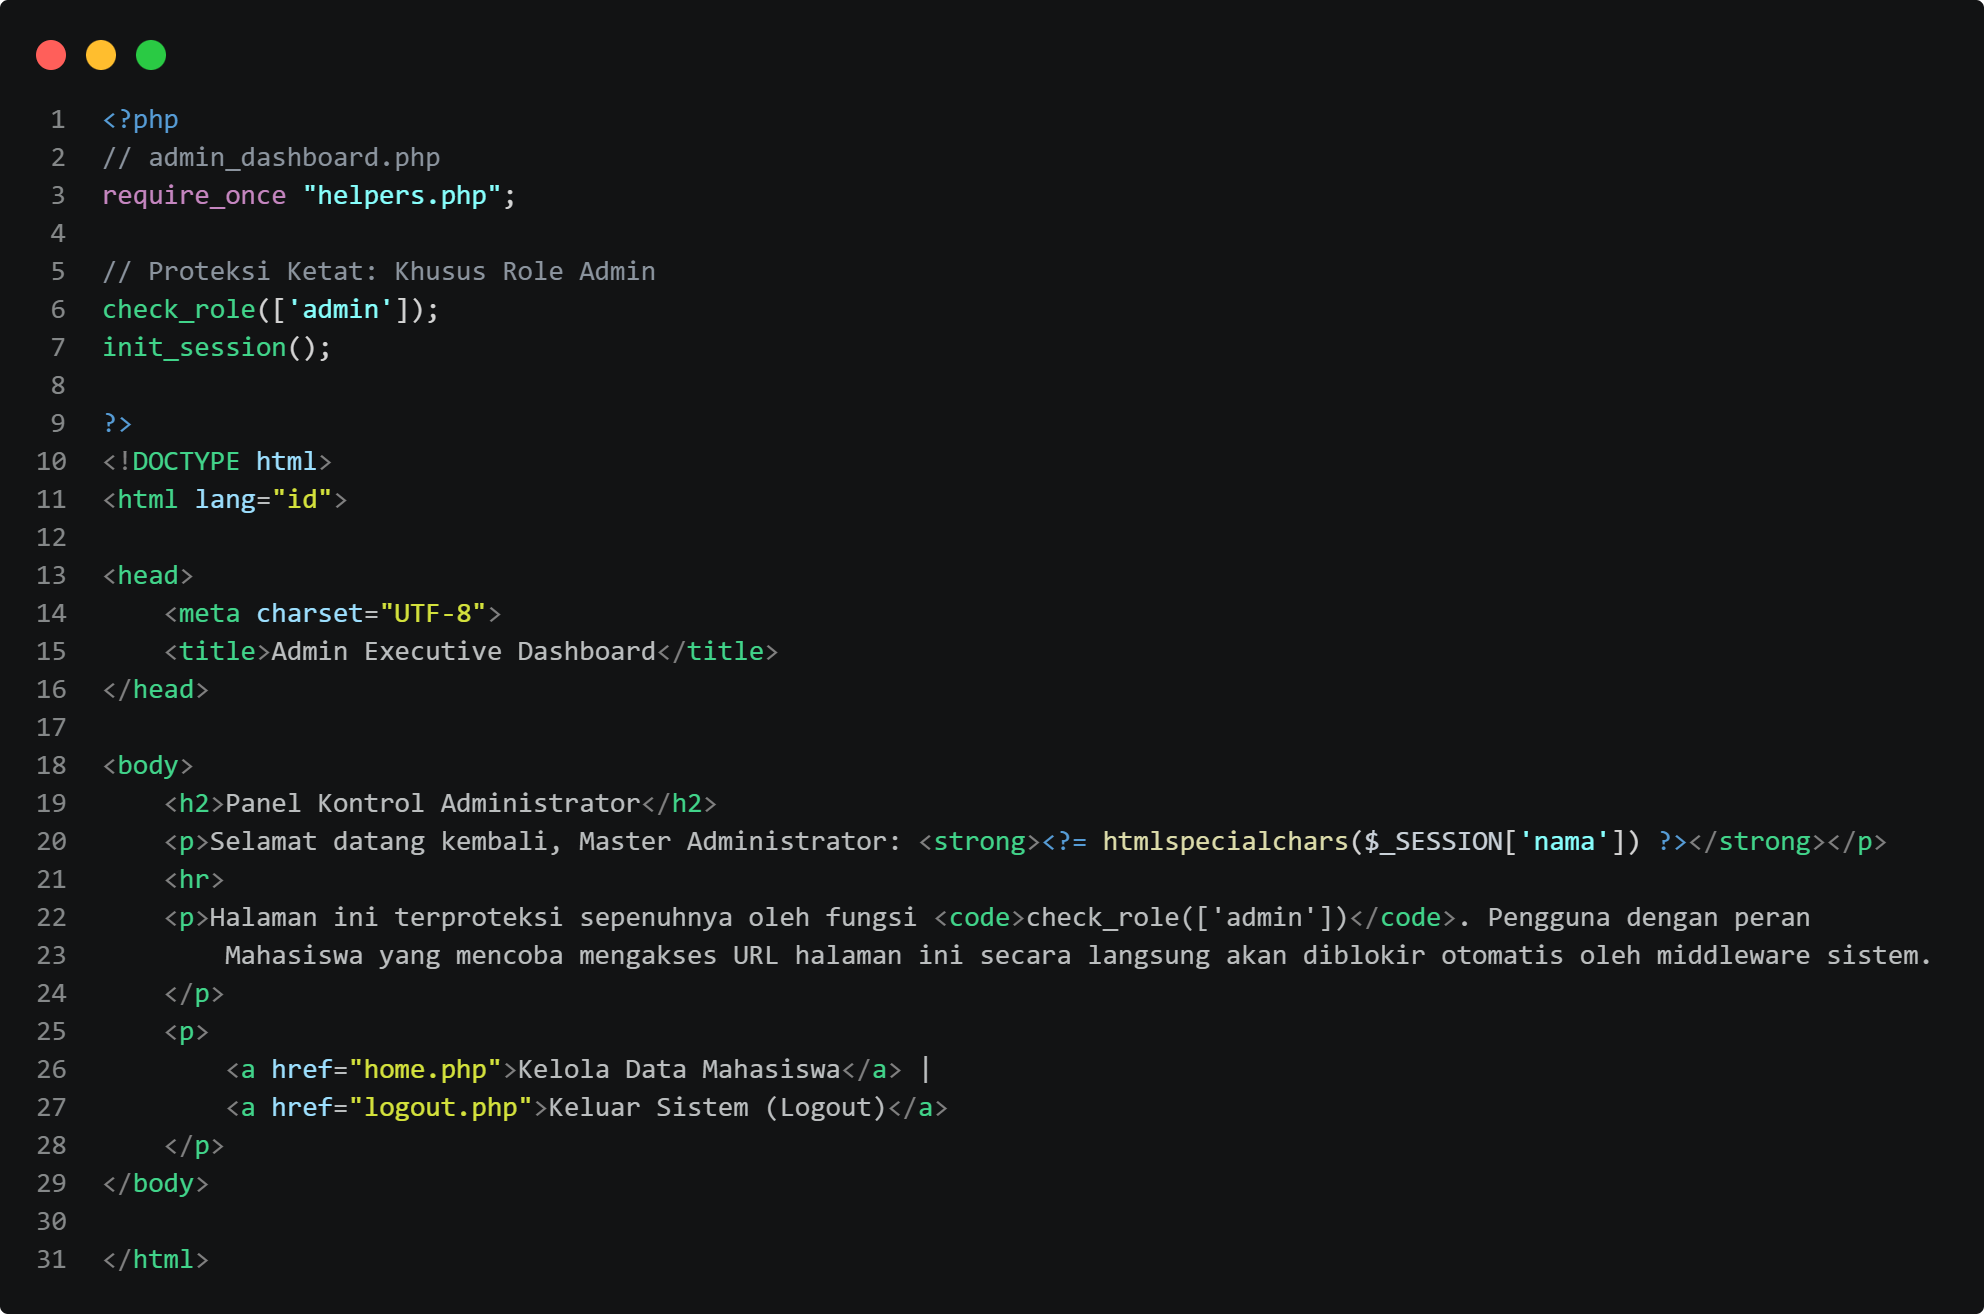 1 <?php
2 // admin_dashboard.php
3 require_once "helpers.php";
4
5 // Proteksi Ketat: Khusus Role Admin
6 check_role(['admin']);
7 init_session();
8
9 ?>
10 <!DOCTYPE html>
11 <html lang="id">
12
13 <head>
14     <meta charset="UTF-8">
15     <title>Admin Executive Dashboard</title>
16 </head>
17
18 <body>
19     <h2>Panel Kontrol Administrator</h2>
20     <p>Selamat datang kembali, Master Administrator: <strong><?= htmlspecialchars($_SESSION['nama']) ?></strong></p>
21     <hr>
22     <p>Halaman ini terproteksi sepenuhnya oleh fungsi <code>check_role(['admin'])</code>. Pengguna dengan peran
23         Mahasiswa yang mencoba mengakses URL halaman ini secara langsung akan diblokir otomatis oleh middleware sistem.
24     </p>
25     <p>
26         <a href="home.php">Kelola Data Mahasiswa</a> |
27         <a href="logout.php">Keluar Sistem (Logout)</a>
28     </p>
29 </body>
30
31 </html>